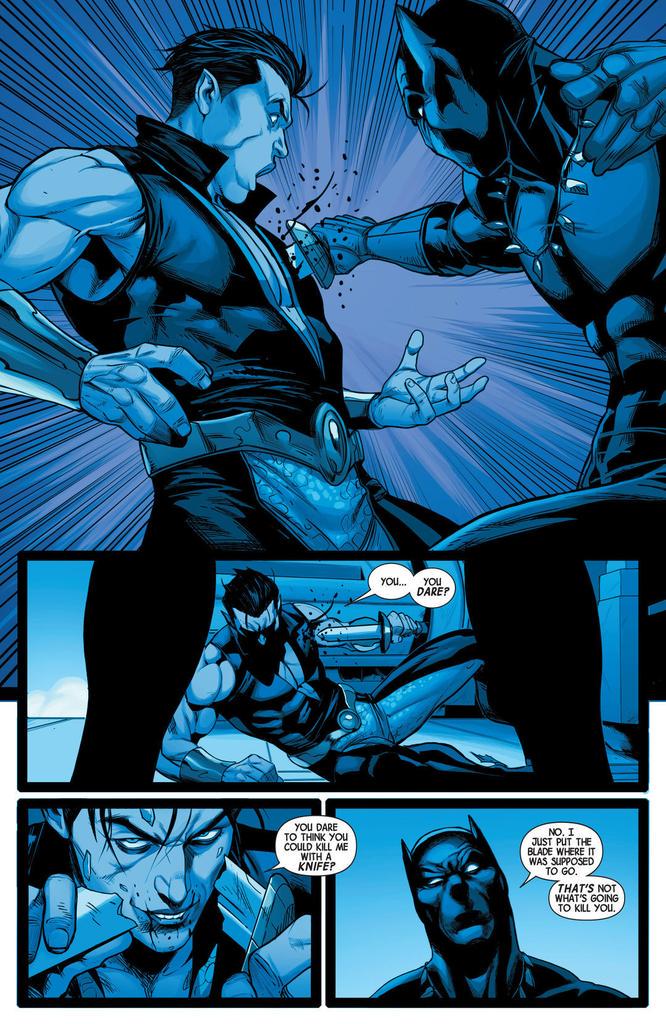 YOU...
YOU
DARE?
YOU DARE
TO THINK YOU
COULD KILL ME
WITH A
KNIFE?
NO. I
JUST PUT THE
BLADE WHERE IT
WAS SUPPOSED
TO GO.
THAT'S NOT
WHAT'S GOING
TO KILL YOU.